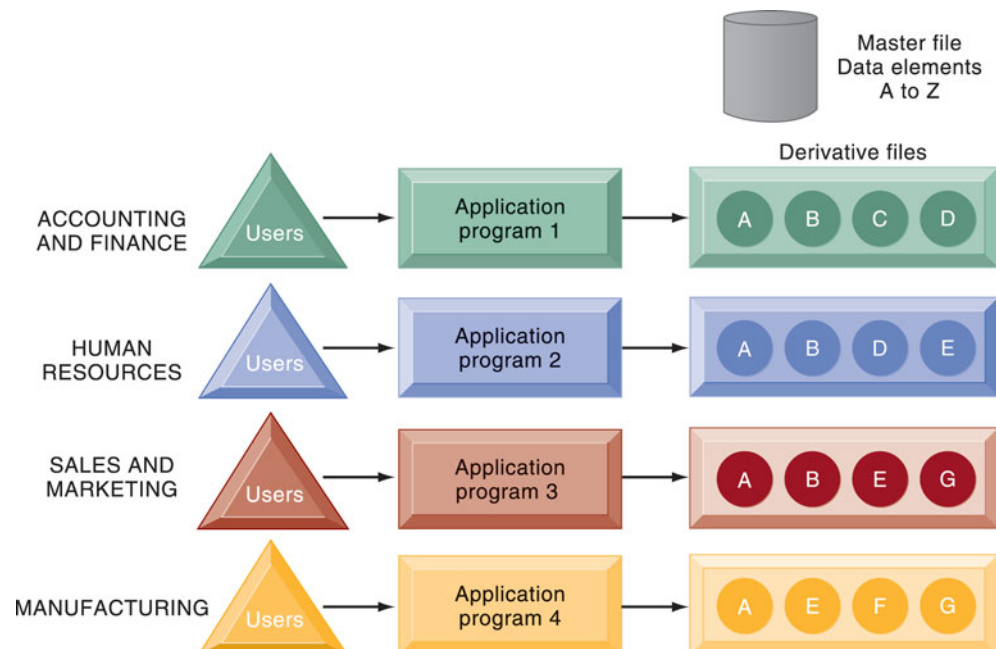 Master file
Data elements
A to Z
Derivative files
ACCOUNTING
AND FINANCE
Users
Application
program 1
A B C D
HUMAN
RESOURCES
Users
Application
program 2
A B D E
SALES AND
MARKETING
Users
Application
program 3
A B E G
MANUFACTURING
Users
Application
program 4
A E F G